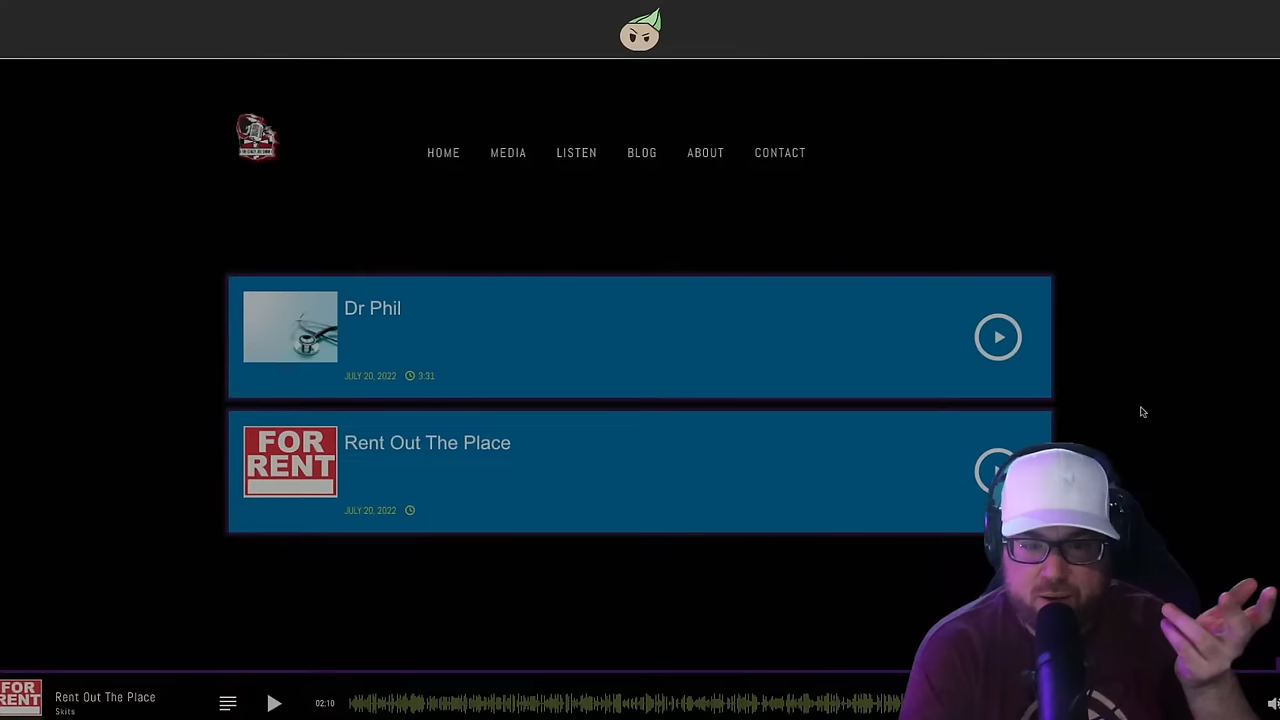 HOME MEDIA LISTEN BLOG ABOUT CONTACT
Dr Phil
JULY 20, 2022 3:31
FOR
RENT
Rent Out The Place
JULY 20, 2022
FOR
RENT
Rent Out The Place
Skits
02:10